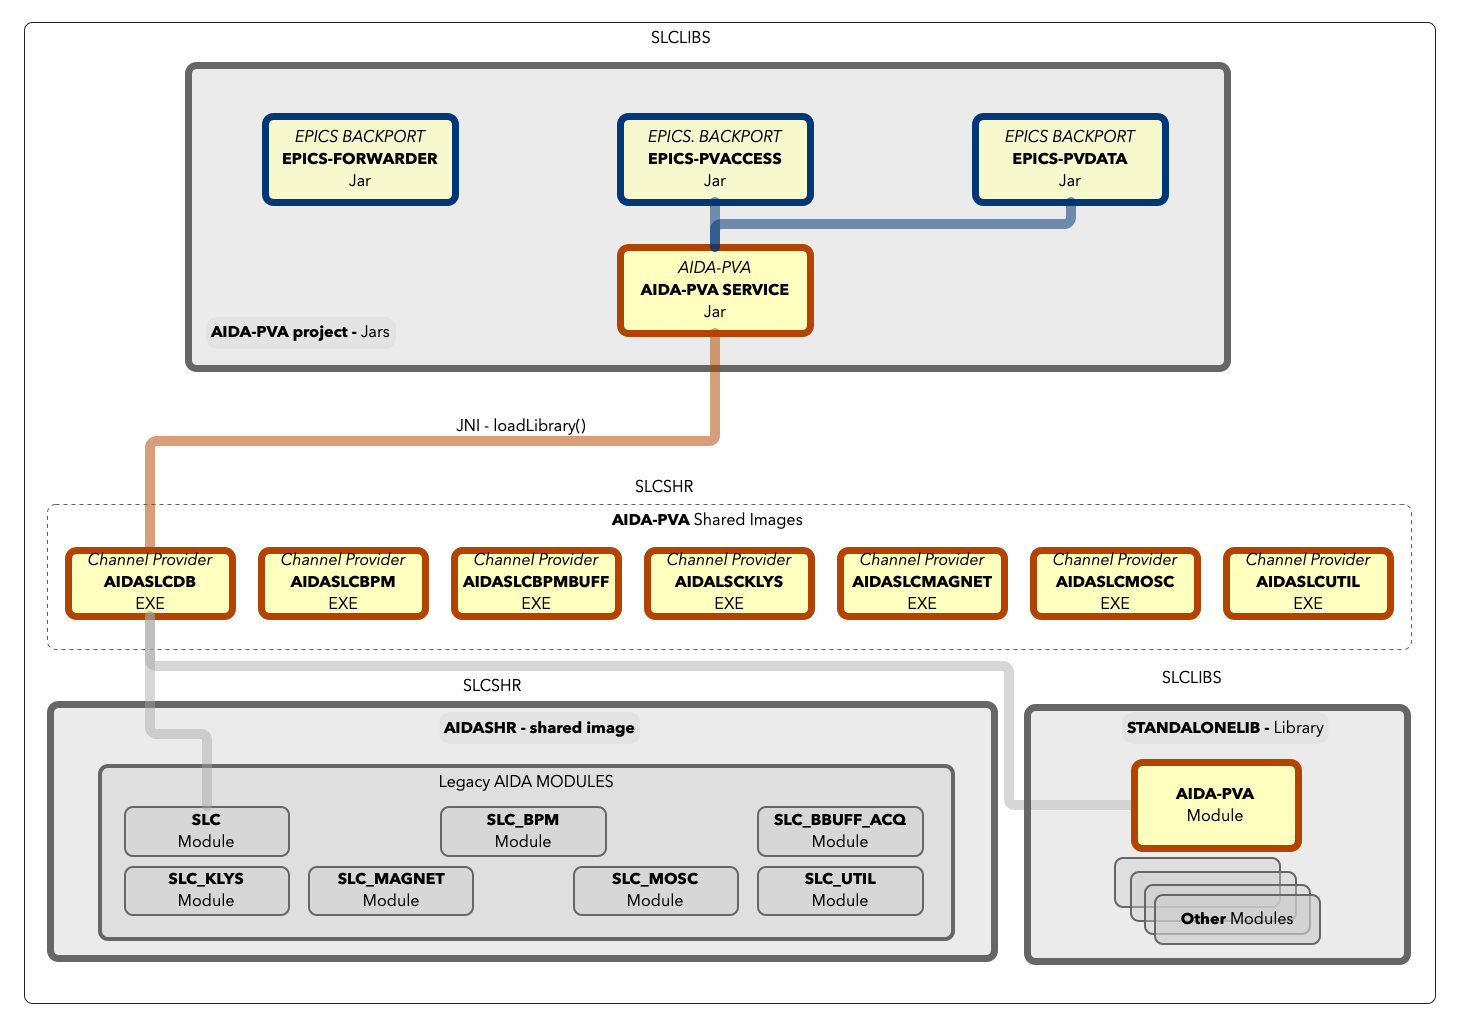 SLCLIBS
EPICS BACKPORT
EPICS-FORWARDER
Jar
EPICS. BACKPORT
EPICS-PVACCESS
Jar
EPICS BACKPORT
EPICS-PVDATA
Jar
AIDA-PVA
AIDA-PVA SERVICE
Jar
AIDA-PVA project - Jars
JNI - loadLibrary()
SLCSHR
AIDA-PVA Shared Images
Channel Provider
AIDASLCDB
EXE
Channel Provider
AIDASLCBPM
EXE
Channel Provider
AIDASLCBPMBUFF
EXE
Channel Provider
AIDALSCKLYS
EXE
Channel Provider
AIDASLCMAGNET
EXE
Channel Provider
AIDASLCMOSC
EXE
Channel Provider
AIDASLCUTIL
EXE
SLCSHR
AIDASHR - shared image
Legacy AIDA MODULES
SLC
Module
SLC_BPM
Module
SLC_BBUFF_ACQ
Module
SLC_KLYS
Module
SLC_MAGNET
Module
SLC_MOSC
Module
SLC_UTIL
Module
SLCLIBS
STANDALONELIB - Library
AIDA-PVA
Module
Other Modules